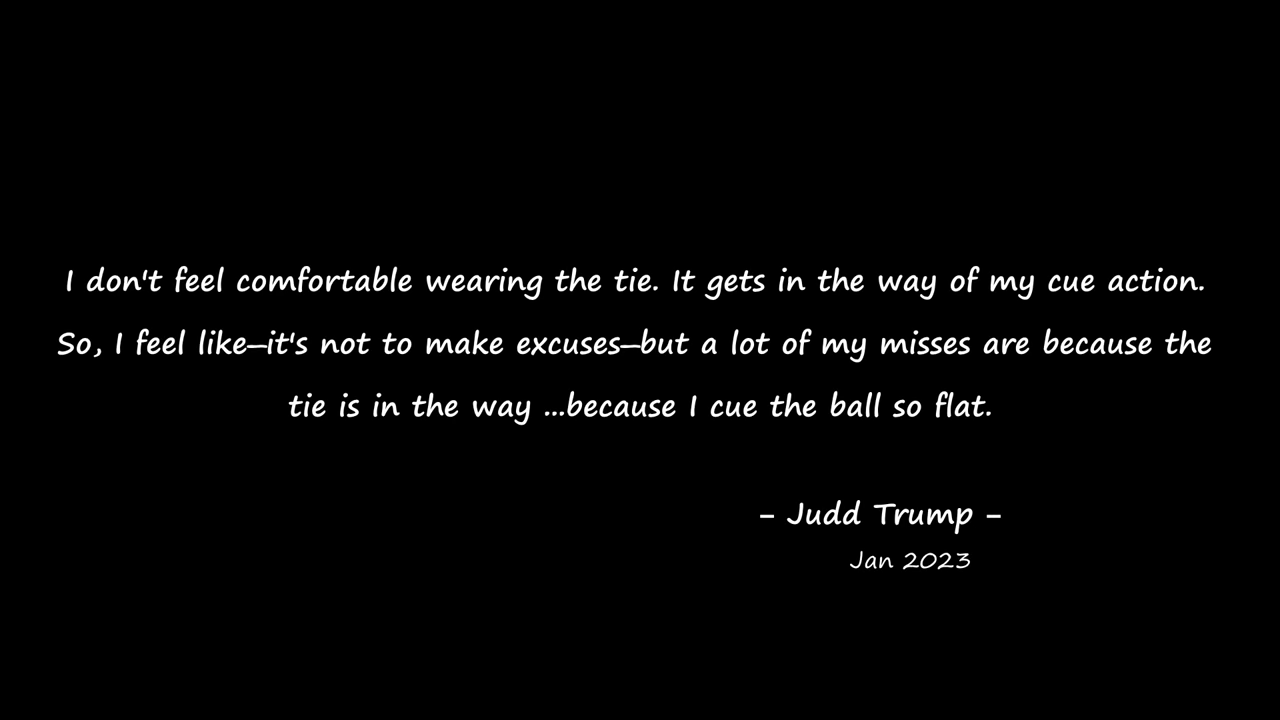 I don't feel comfortable wearing the tie. It gets in the way of my cue action.
So, I feel like—it's not to make excuses—but a lot of my misses are because the
tie is in the way ...because I cue the ball so flat.
– Judd Trump –
Jan 2023